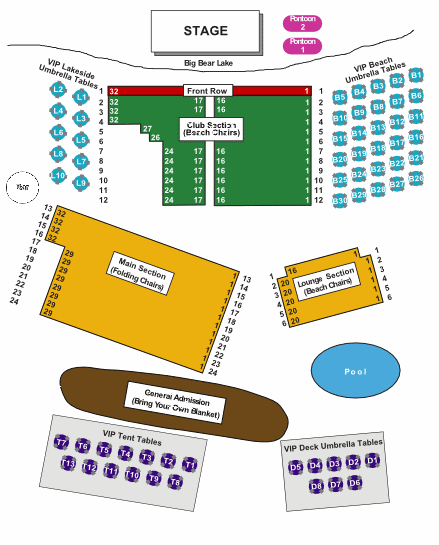 STAGE
Pontoon
2
Pontoon
1
Big Bear Lake
VIP Lakeside
Umbrella Tables
VIP Beach
Umbrella Tables
L2 L1
L4 L3
L6 L5
L8 L7
L10 L9
1 32 Front Row 1 1
2 32 17 16 1 2
3 32 17 16 1 3
4 32 4
5 27 Club Section 5
6 26 (Beach Chairs) 6
7 24 17 16 1 7
8 24 17 16 1 8
9 24 17 16 1 9
10 24 17 16 1 10
11 24 17 16 1 11
12 24 17 16 1 12
B5 B4 B3 B2 B1
B10 B9 B8 B7 B6
B15 B14 B13 B12 B11
B20 B19 B18 B17 B16
B25 B24 B23 B22 B21
B30 B29 B28 B27 B26
13 32
14 32
15 32
16 32
17 29
18 29
19 29
20 29
21 29
22 29
23 29
24 29
Main Section
(Folding Chairs)
1 13
1 14
1 15
1 16
1 17
1 18
1 19
1 20
1 21
1 22
1 23
1 24
1 16 1 1
2 20 1 2
3 20 1 3
4 20 1 4
5 20 1 5
6 20 1 6
Lounge Section
(Beach Chairs)
Pool
General Admission
(Bring Your Own Blanket)
VIP Tent Tables
T7 T6 T5 T4 T3 T2 T1
T13 T12 T11 T10 T9 T8
VIP Deck Umbrella Tables
D5 D4 D3 D2 D1
D8 D7 D6